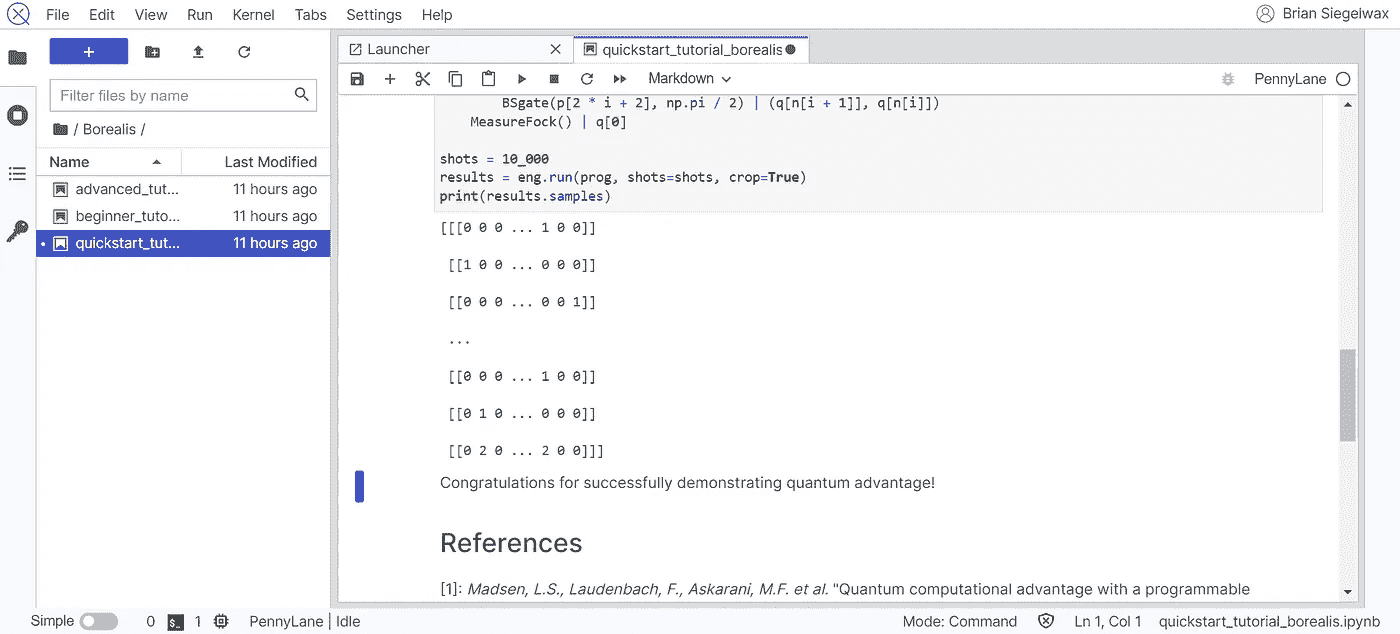 File Edit View Run Kernel Tabs Settings Help
Brian Siegelwax
+
Filter files by name
/ Borealis /
Name Last Modified
advanced_tut... 11 hours ago
beginner_tuto... 11 hours ago
quickstart_tut... 11 hours ago
Launcher
quickstart_tutorial_borealis
Markdown
PennyLane
BSgate(p[2 * i + 2], np.pi / 2) | (q[n[i + 1]], q[n[i]])
MeasureFock() | q[0]
shots = 10_000
results = eng.run(prog, shots=shots, crop=True)
print(results.samples)
[[[0 0 0 ... 1 0 0]]
[[1 0 0 ... 0 0 0]]
[[0 0 0 ... 0 0 1]]
...
[[0 0 0 ... 1 0 0]]
[[0 1 0 ... 0 0 0]]
[[0 2 0 ... 2 0 0]]]
Congratulations for successfully demonstrating quantum advantage!
References
[1]: Madsen, L.S., Laudenbach, F., Askarani, M.F. et al. "Quantum computational advantage with a programmable
Simple 0 $_ 1 PennyLane | Idle
Mode: Command Ln 1, Col 1 quickstart_tutorial_borealis.ipynb